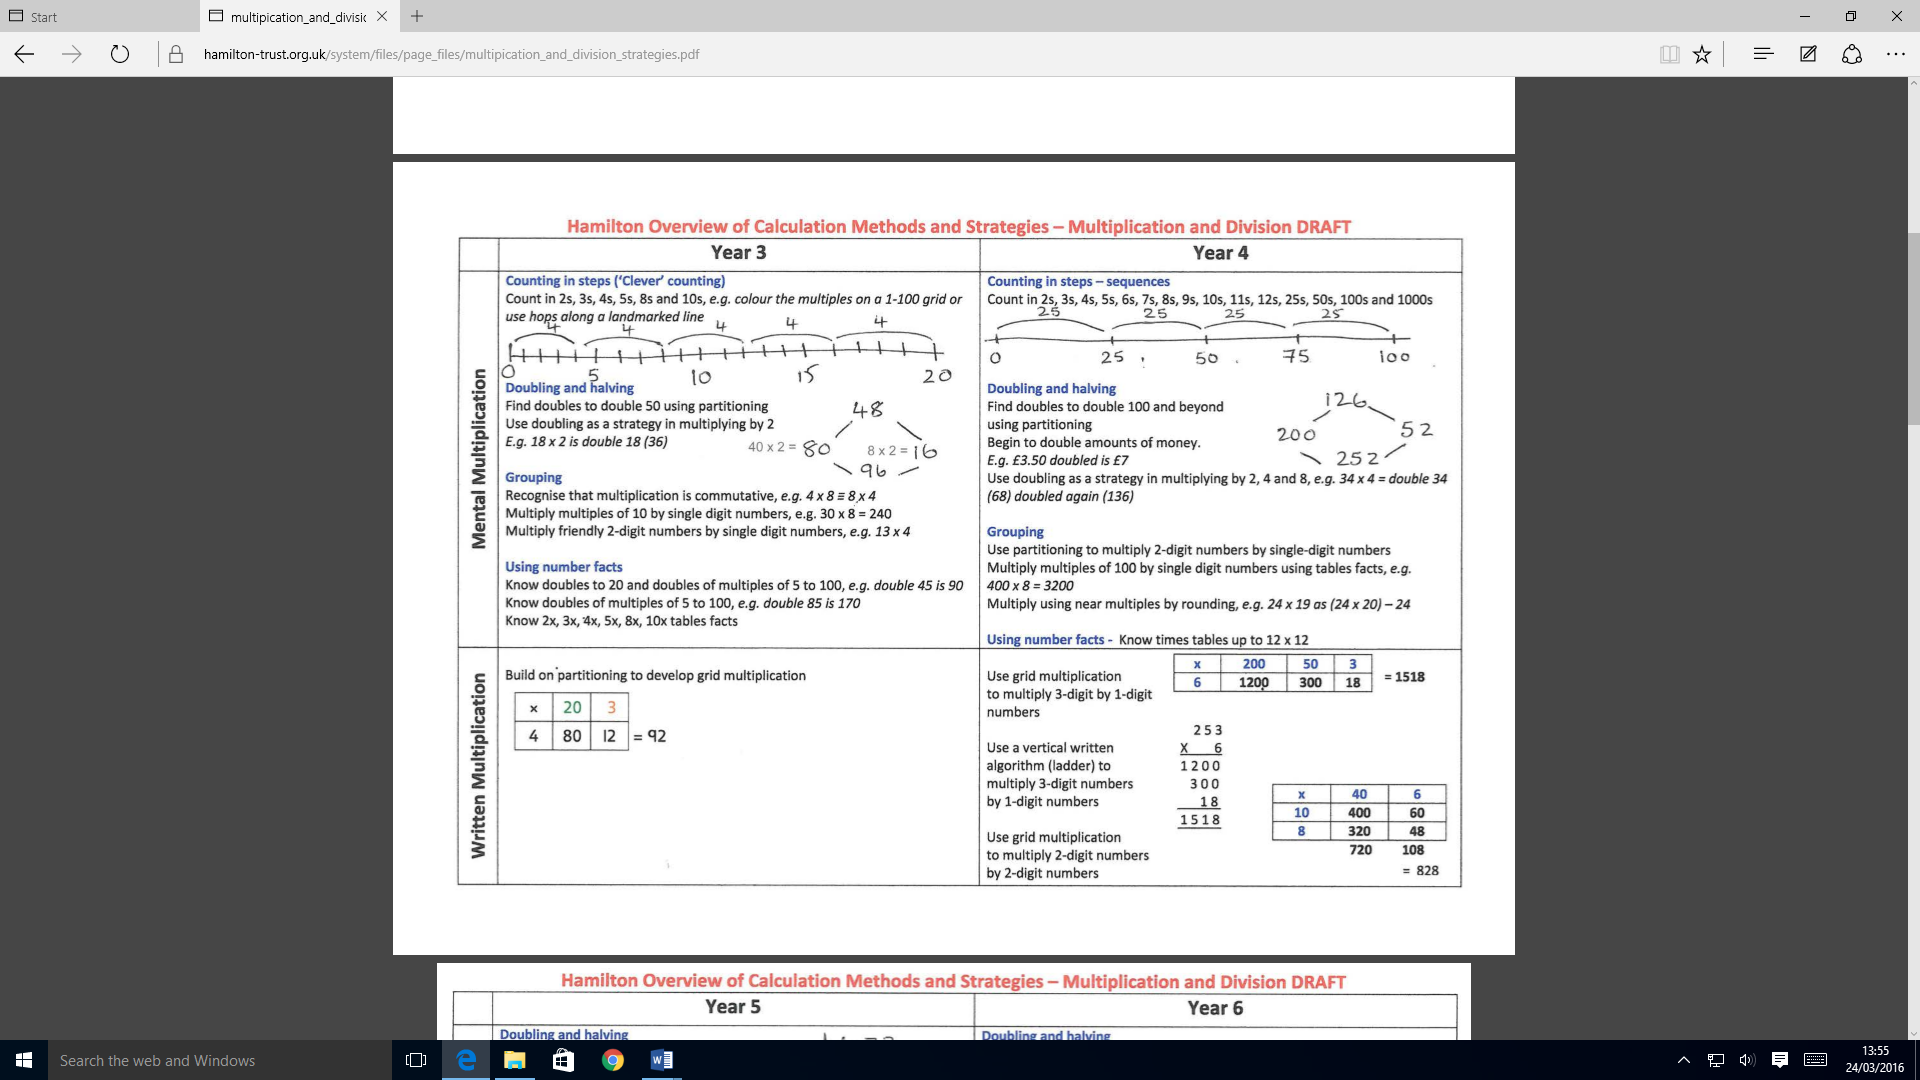 Start
multipication_and_divisio
hamilton-trust.org.uk/system/files/page_files/multipication_and_division_strategies.pdf
Hamilton Overview of Calculation Methods and Strategies – Multiplication and Division DRAFT
Year 3
Year 4
Mental Multiplication
Counting in steps ('Clever' counting)
Count in 2s, 3s, 4s, 5s, 8s and 10s, e.g. colour the multiples on a 1-100 grid or
use hops along a landmarked line
4 4 4 4 4
0 5 10 15 20
Doubling and halving
Find doubles to double 50 using partitioning
Use doubling as a strategy in multiplying by 2
E.g. 18 x 2 is double 18 (36)
48
40 x 2 = 80 8 x 2 = 16
96
Grouping
Recognise that multiplication is commutative, e.g. 4 x 8 = 8 x 4
Multiply multiples of 10 by single digit numbers, e.g. 30 x 8 = 240
Multiply friendly 2-digit numbers by single digit numbers, e.g. 13 x 4
Using number facts
Know doubles to 20 and doubles of multiples of 5 to 100, e.g. double 45 is 90
Know doubles of multiples of 5 to 100, e.g. double 85 is 170
Know 2x, 3x, 4x, 5x, 8x, 10x tables facts
Counting in steps – sequences
Count in 2s, 3s, 4s, 5s, 6s, 7s, 8s, 9s, 10s, 11s, 12s, 25s, 50s, 100s and 1000s
25 25 25 25
0 25 50 75 100
Doubling and halving
Find doubles to double 100 and beyond
using partitioning
Begin to double amounts of money.
E.g. £3.50 doubled is £7
126
200 52
252
Use doubling as a strategy in multiplying by 2, 4 and 8, e.g. 34 x 4 = double 34
(68) doubled again (136)
Grouping
Use partitioning to multiply 2-digit numbers by single-digit numbers
Multiply multiples of 100 by single digit numbers using tables facts, e.g.
400 x 8 = 3200
Multiply using near multiples by rounding, e.g. 24 x 19 as (24 x 20) – 24
Using number facts - Know times tables up to 12 x 12
Written Multiplication
Build on partitioning to develop grid multiplication
x 20 3
4 80 12 = 92
Use grid multiplication
to multiply 3-digit by 1-digit
numbers
x 200 50 3
6 1200 300 18 = 1518
Use a vertical written
algorithm (ladder) to
multiply 3-digit numbers
by 1-digit numbers
253
X 6
1200
300
18
1518
Use grid multiplication
to multiply 2-digit numbers
by 2-digit numbers
x 40 6
10 400 60
8 320 48
720 108
= 828
Hamilton Overview of Calculation Methods and Strategies – Multiplication and Division DRAFT
Year 5
Year 6
Doubling and halving
Doubling and halving
Search the web and Windows
13:55
24/03/2016